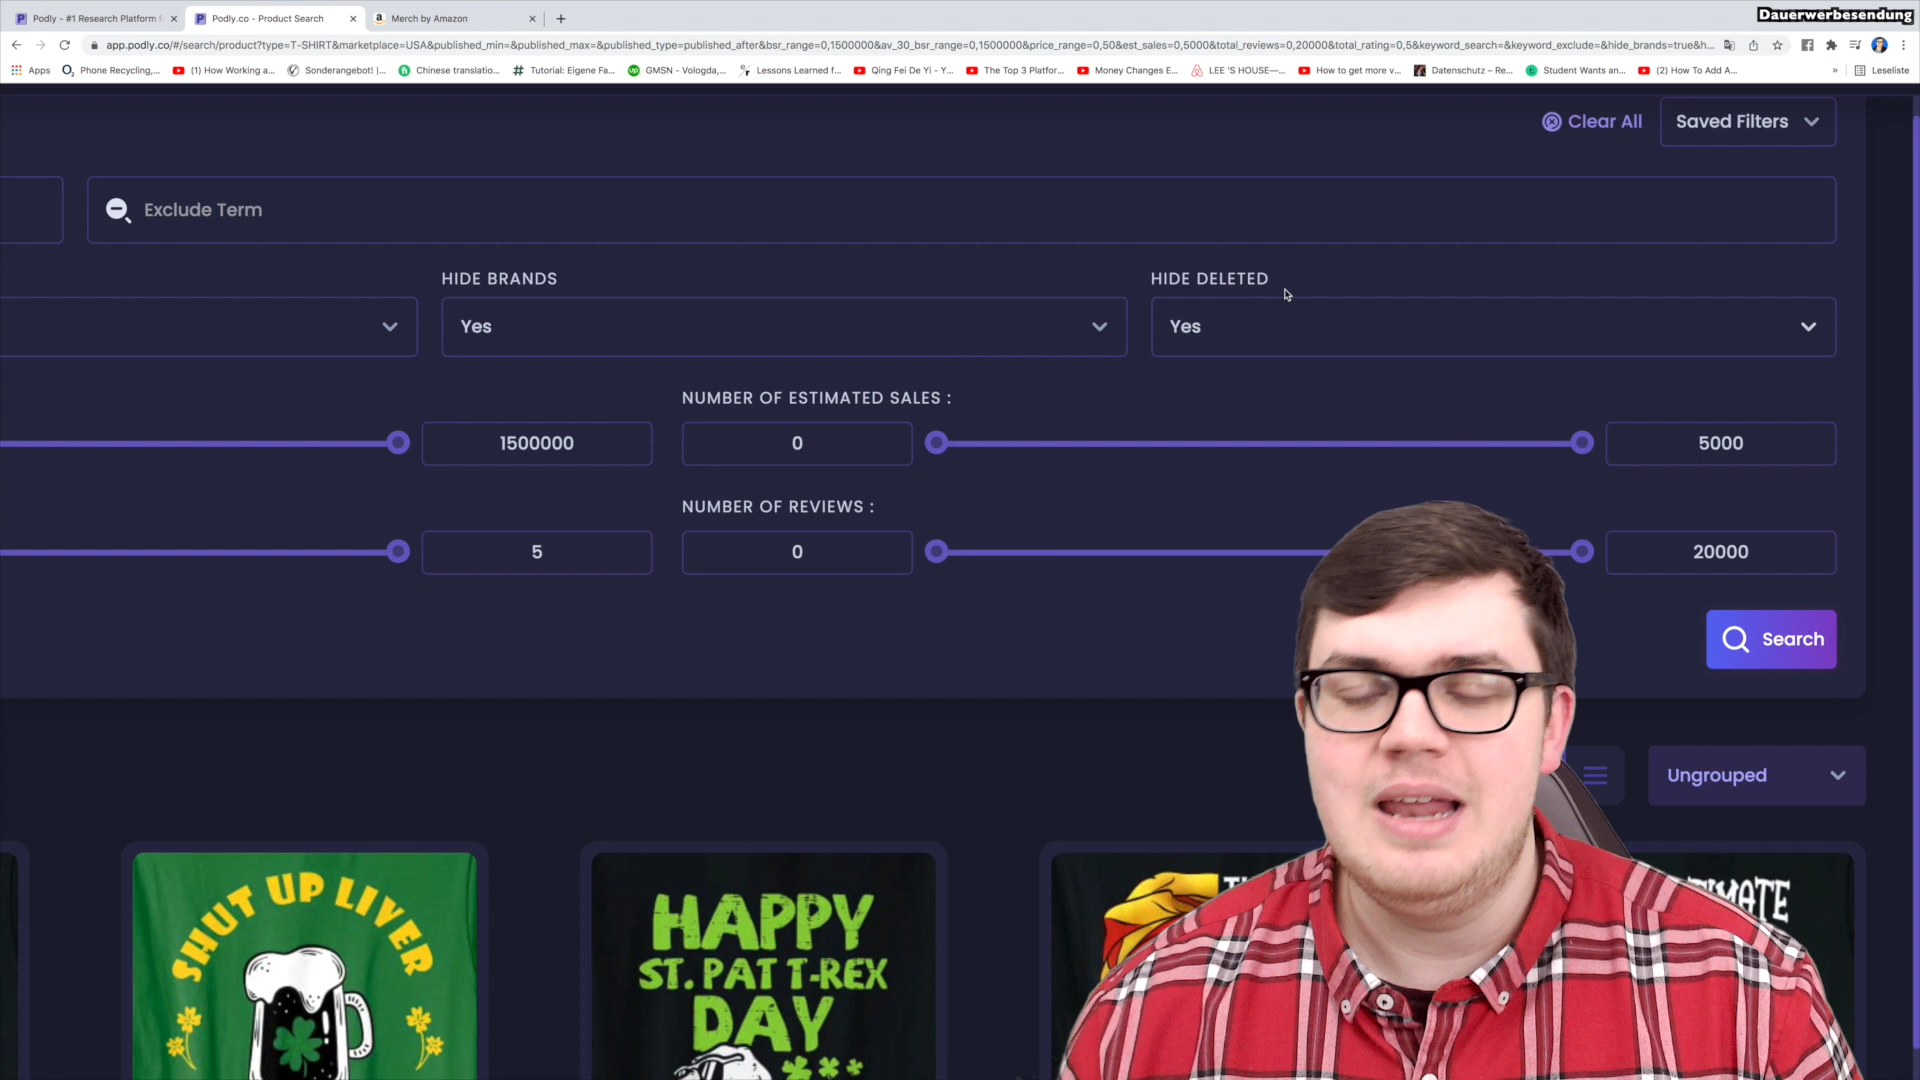 Dauerwerbesendung
Podly - #1 Research Platform
Podly.co - Product Search
Merch by Amazon
app.podly.co/#/search/product?type=T-SHIRT&marketplace=USA&published_min=&published_max=&published_type=published_after&bsr_range=0,1500000&av_30_bsr_range=0,1500000&price_range=0,50&est_sales=0,5000&total_reviews=0,20000&total_rating=0,5&keyword_search=&keyword_exclude=&hide_brands=true&h...
Apps
Phone Recycling,...
(1) How Working a...
Sonderangebot! |...
Chinese translatio...
Tutorial: Eigene Fa...
GMSN - Vologda,...
Lessons Learned f...
Qing Fei De Yi - Y...
The Top 3 Platfor...
Money Changes E...
LEE 'S HOUSE—...
How to get more v...
Datenschutz – Re...
Student Wants an...
(2) How To Add A...
»
Leseliste
Clear All
Saved Filters
Exclude Term
HIDE BRANDS
HIDE DELETED
Yes
Yes
NUMBER OF ESTIMATED SALES :
1500000
0
5000
NUMBER OF REVIEWS :
5
0
20000
Search
Ungrouped
SHUT UP LIVER
HAPPY
ST. PAT T-REX
DAY